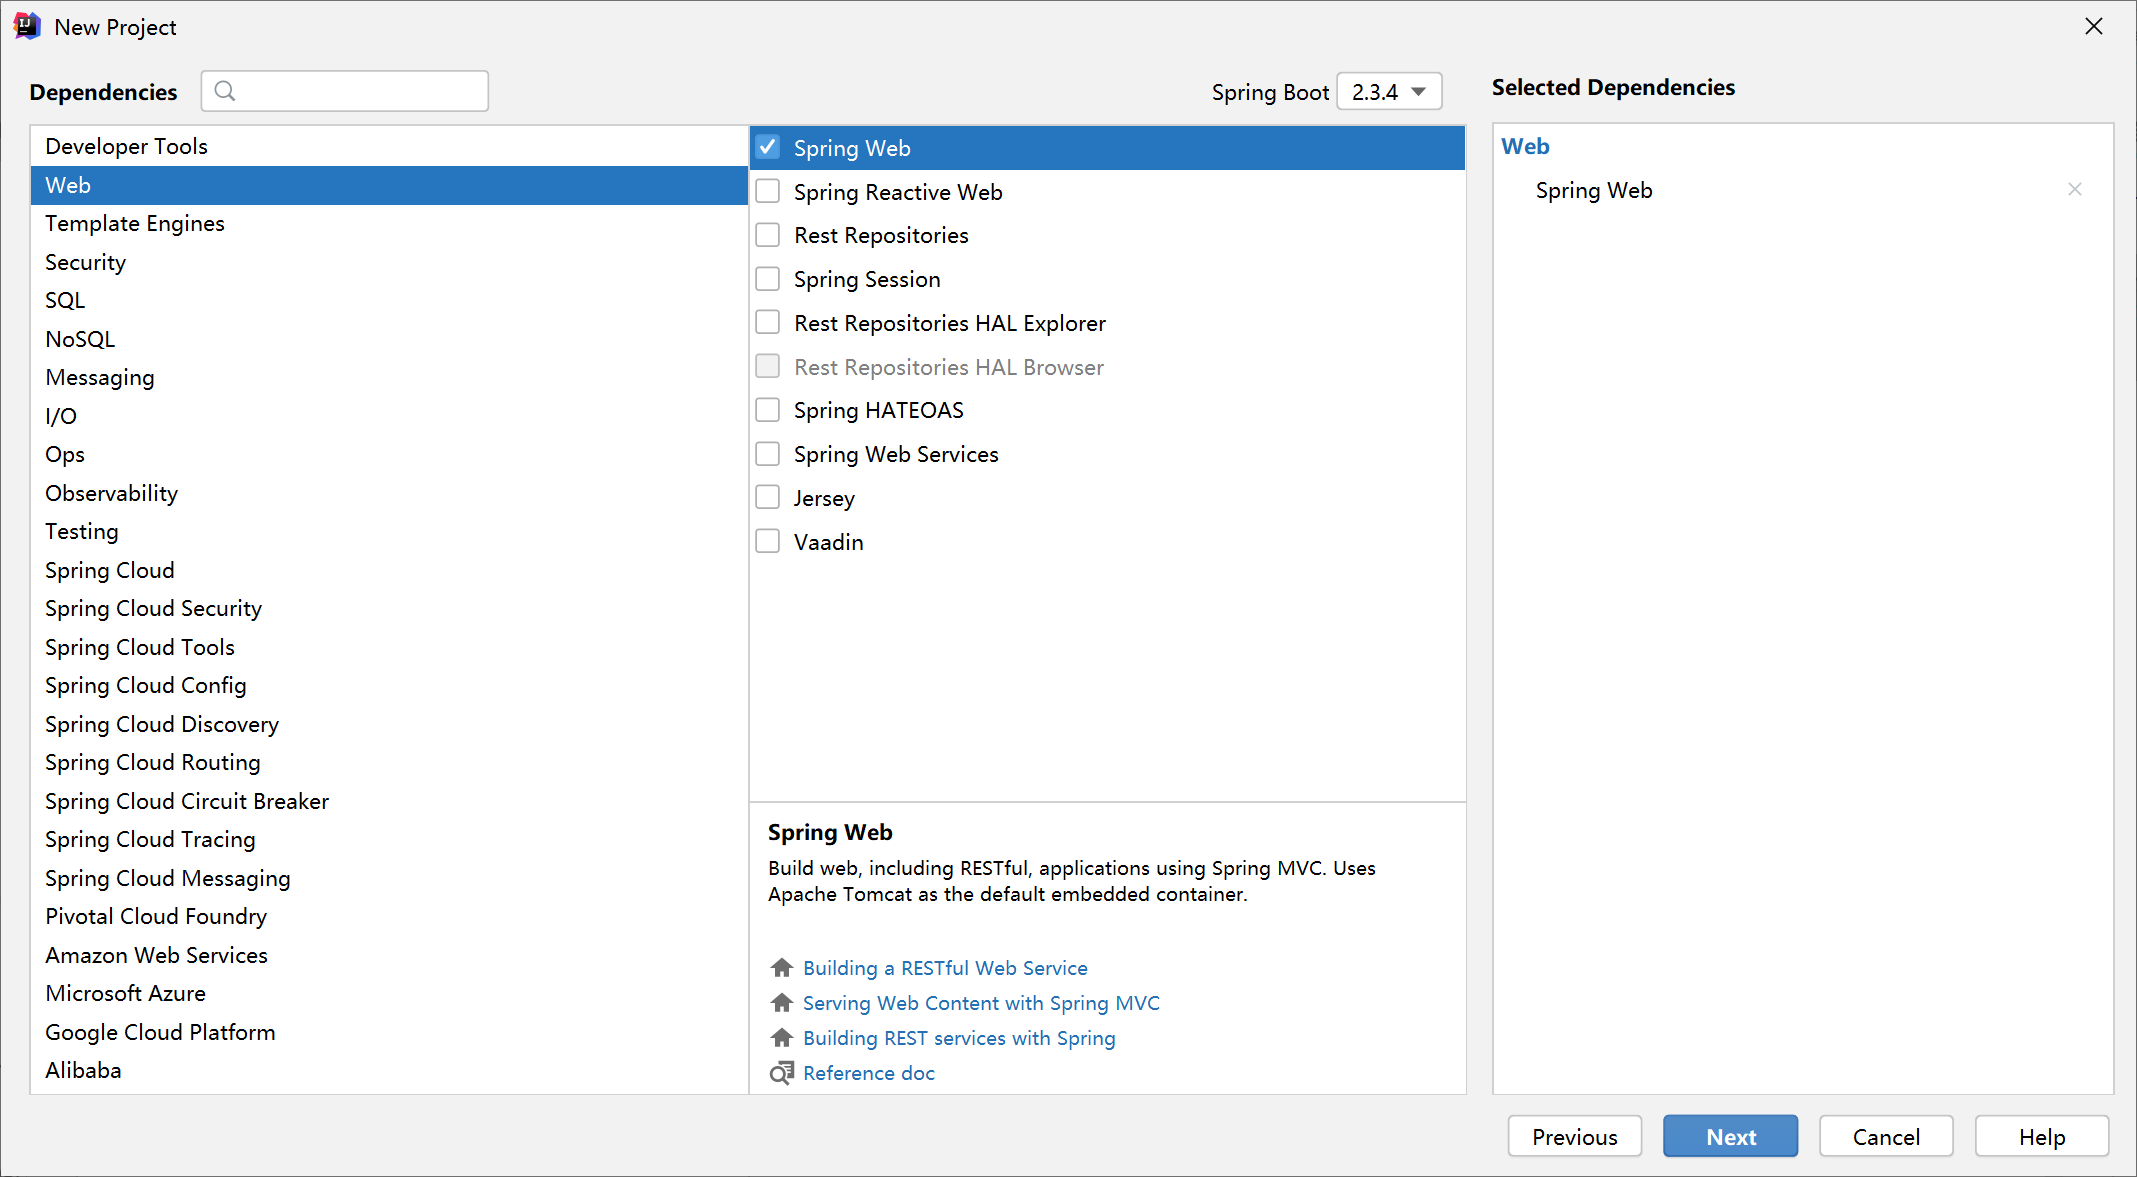 New Project
Dependencies
Spring Boot 2.3.4
Selected Dependencies
Developer Tools
Web
Template Engines
Security
SQL
NoSQL
Messaging
I/O
Ops
Observability
Testing
Spring Cloud
Spring Cloud Security
Spring Cloud Tools
Spring Cloud Config
Spring Cloud Discovery
Spring Cloud Routing
Spring Cloud Circuit Breaker
Spring Cloud Tracing
Spring Cloud Messaging
Pivotal Cloud Foundry
Amazon Web Services
Microsoft Azure
Google Cloud Platform
Alibaba
Spring Web
Spring Reactive Web
Rest Repositories
Spring Session
Rest Repositories HAL Explorer
Rest Repositories HAL Browser
Spring HATEOAS
Spring Web Services
Jersey
Vaadin
Spring Web
Build web, including RESTful, applications using Spring MVC. Uses
Apache Tomcat as the default embedded container.
Building a RESTful Web Service
Serving Web Content with Spring MVC
Building REST services with Spring
Reference doc
Web
Spring Web
Previous
Next
Cancel
Help